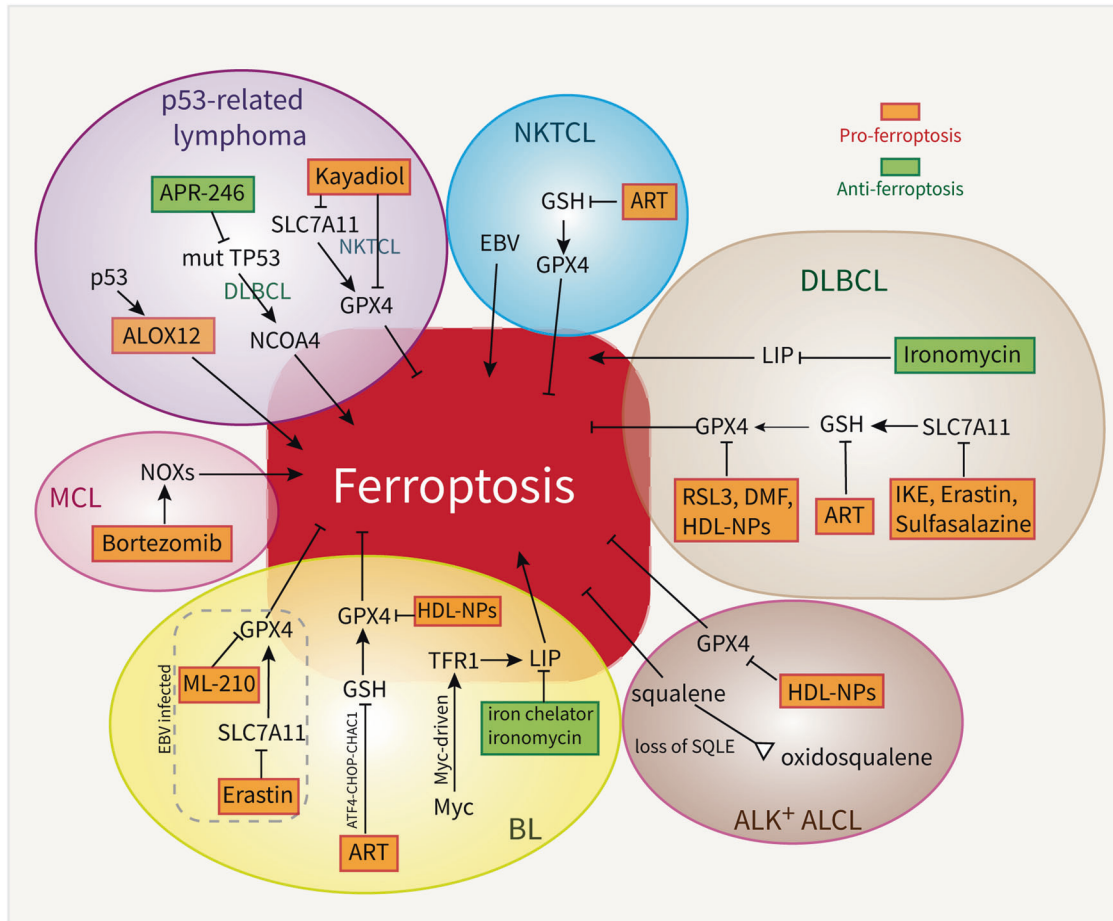 p53-related
lymphoma
APR-246
Kayadiol
SLC7A11
NKTCL
mut TP53
p53
DLBCL
GPX4
ALOX12
NCOA4
NKTCL
GSH
ART
EBV
GPX4
Pro-ferroptosis
Anti-ferroptosis
DLBCL
LIP
Ironomycin
GPX4
GSH
SLC7A11
RSL3, DMF,
HDL-NPs
ART
IKE, Erastin,
Sulfasalazine
MCL
NOXs
Bortezomib
Ferroptosis
EBV infected
GPX4
ML-210
SLC7A11
Erastin
GPX4
HDL-NPs
GSH
ATF4-CHOP-CHAC1
ART
TFR1
LIP
Myc-driven
Myc
iron chelator
ironomycin
BL
GPX4
HDL-NPs
squalene
loss of SQLE
oxidosqualene
ALK⁺ ALCL